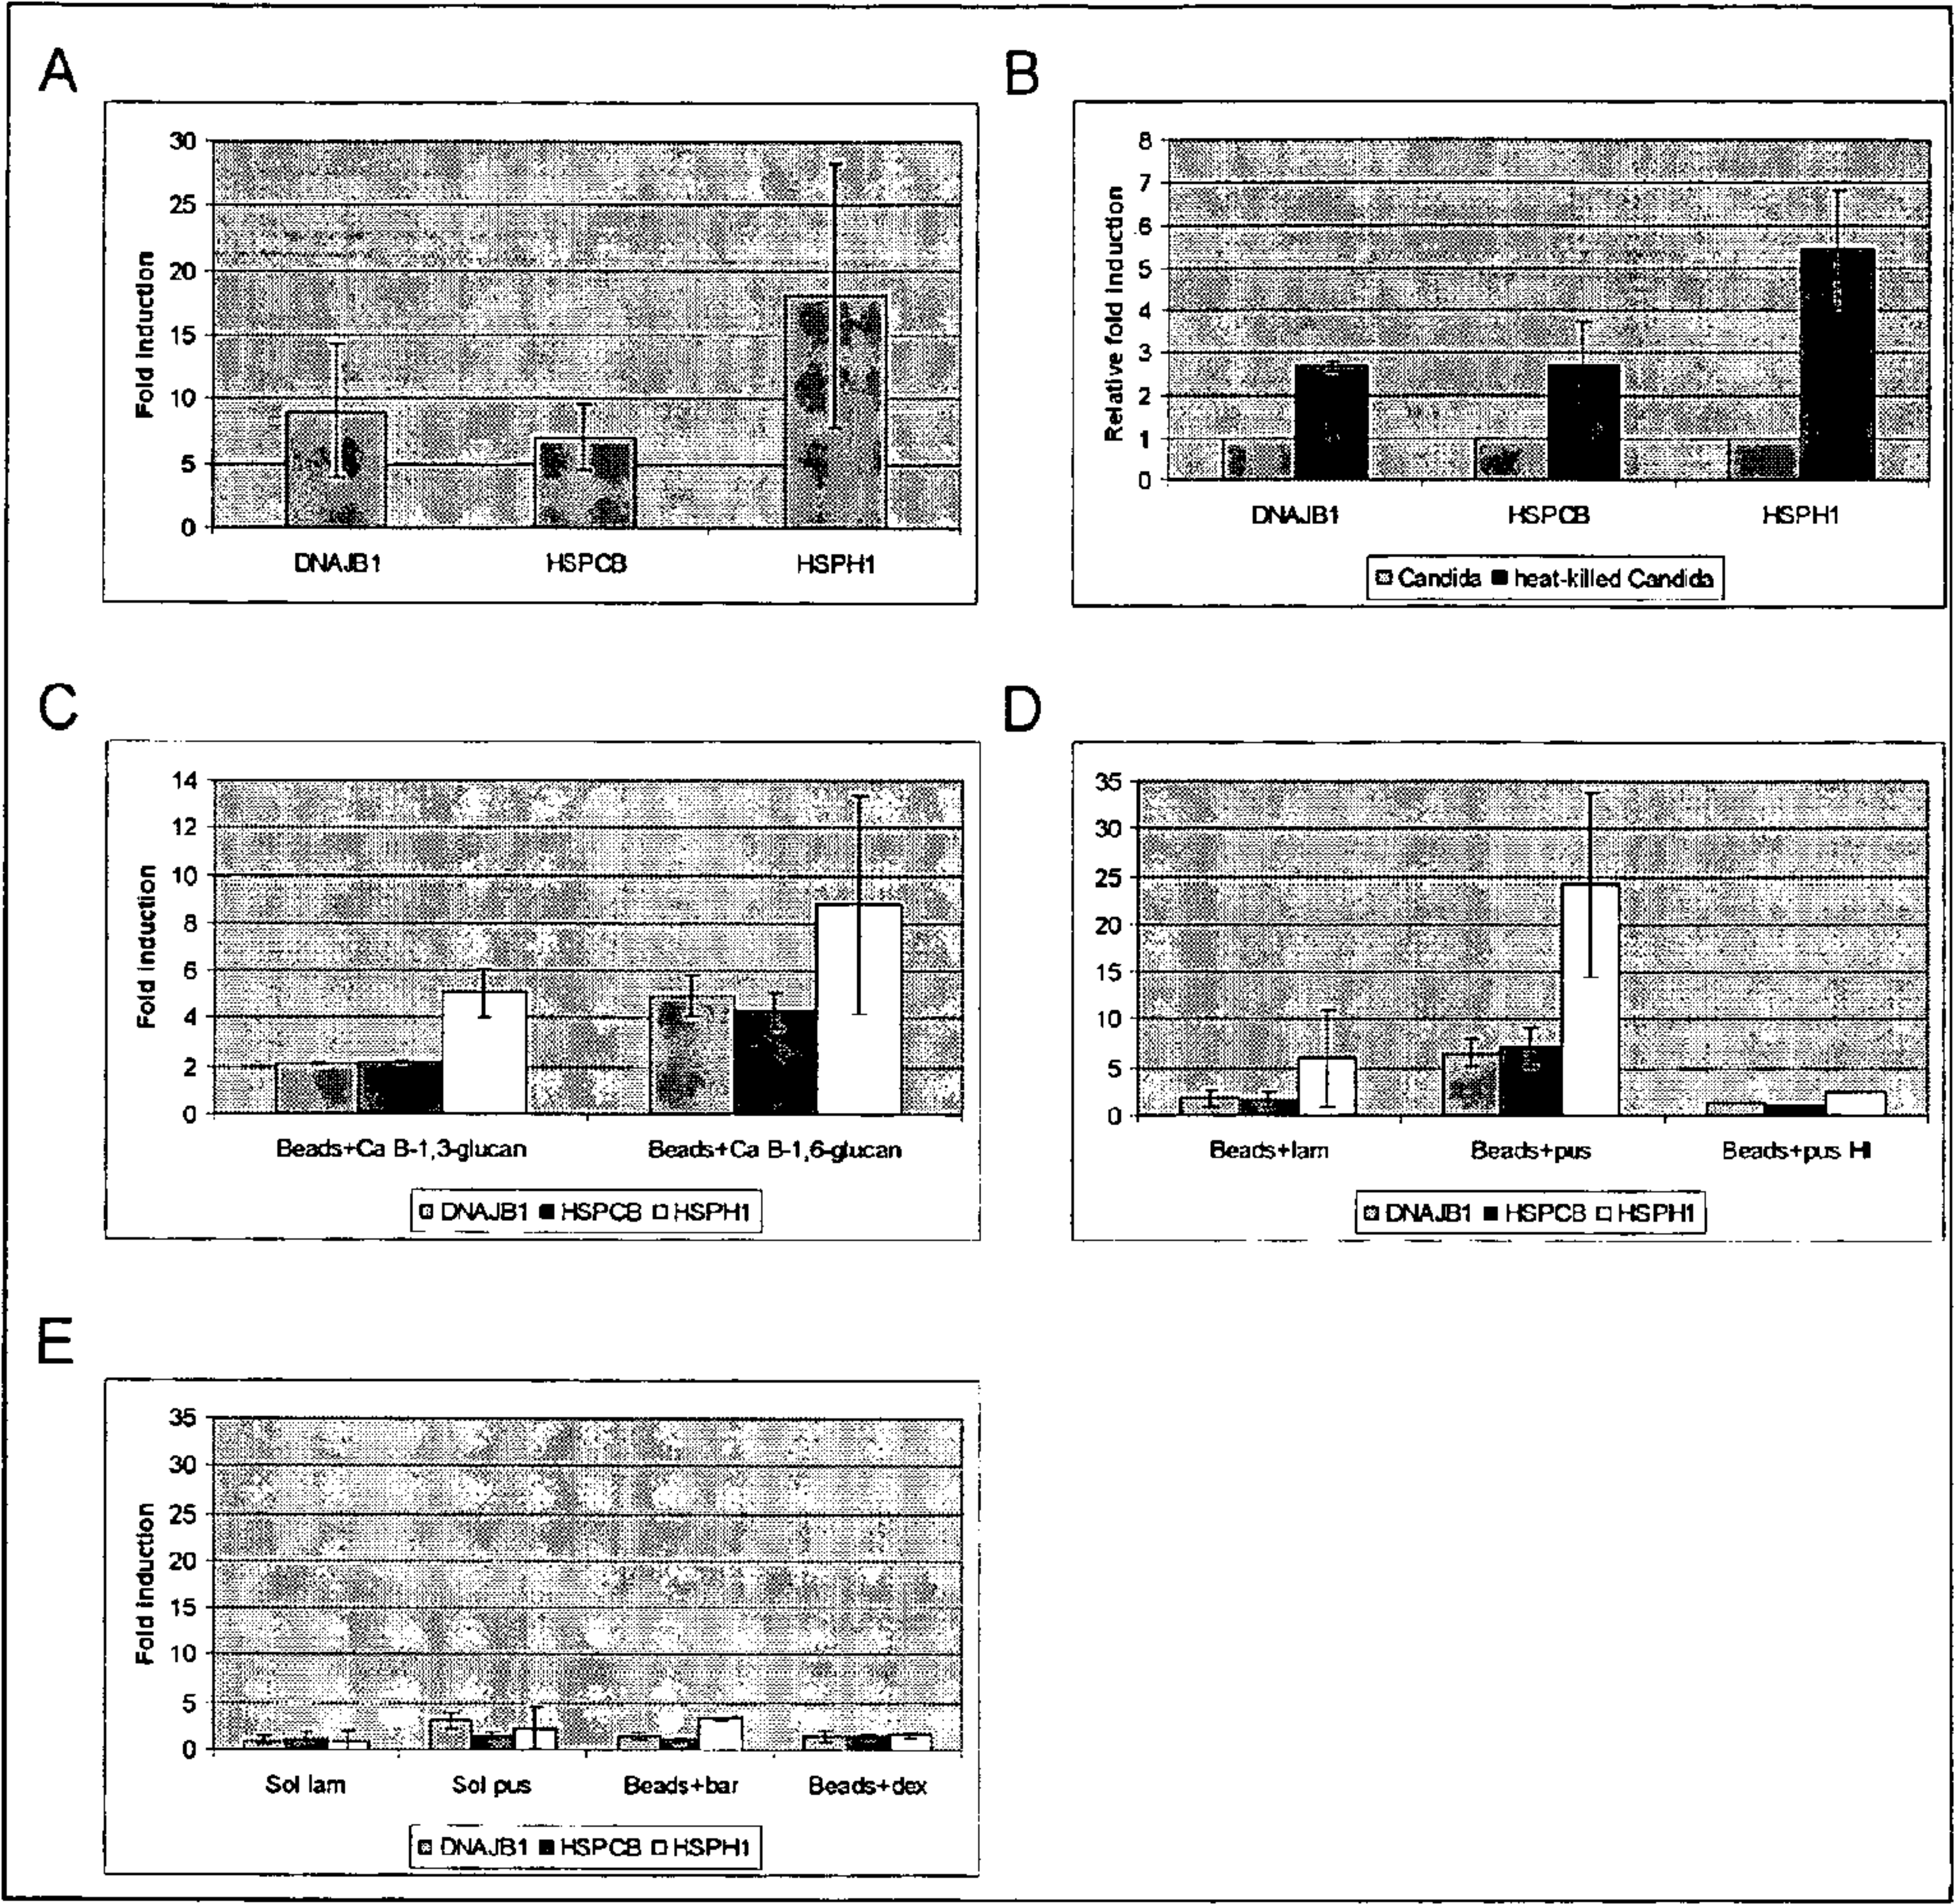 A
30
25
20
15
10
5
0
Fold induction
DNAJB1 HSPCB HSPH1
B
8
7
6
5
4
3
2
1
0
Relative fold induction
DNAJB1 HSPCB HSPH1
Candida heat-killed Candida
C
14
12
10
8
6
4
2
0
Fold induction
Beads+Ca B-1,3-glucan Beads+Ca B-1,6-glucan
DNAJB1 HSPCB HSPH1
D
35
30
25
20
15
10
5
0
Beads+lam Beads+pus Beads+pus HI
DNAJB1 HSPCB HSPH1
E
35
30
25
20
15
10
5
0
Fold induction
Sol lam Sol pus Beads+bar Beads+dex
DNAJB1 HSPCB HSPH1